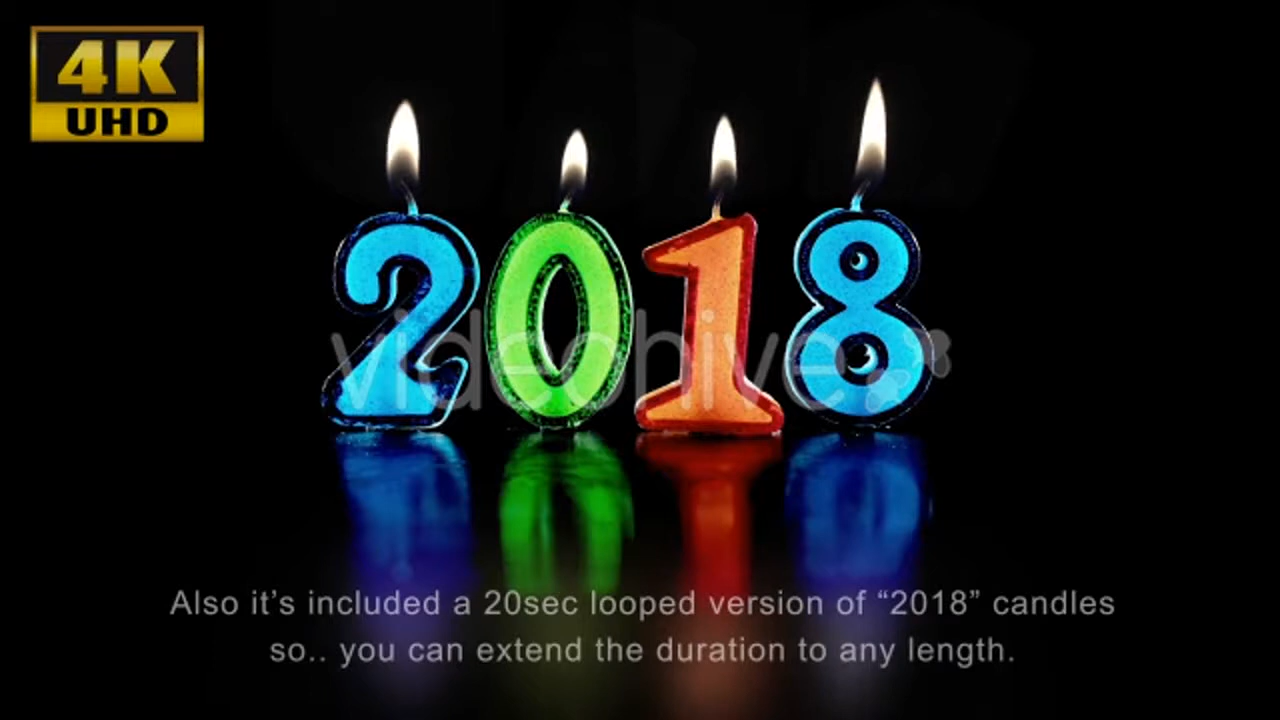 4K
UHD
2018
videohive
Also it's included a 20sec looped version of “2018” candles
so.. you can extend the duration to any length.